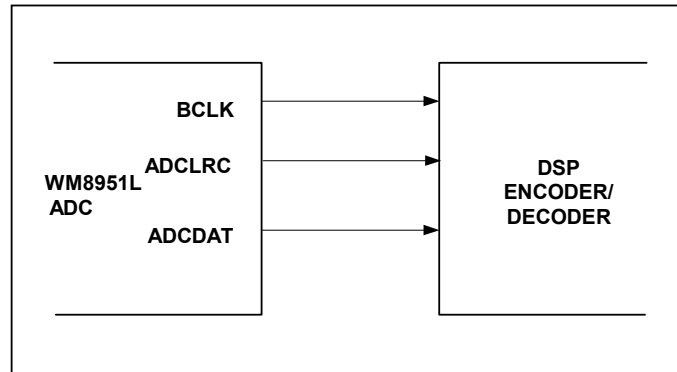 BCLK
ADCLRC
WM8951L
ADC
ADCDAT
DSP
ENCODER/
DECODER